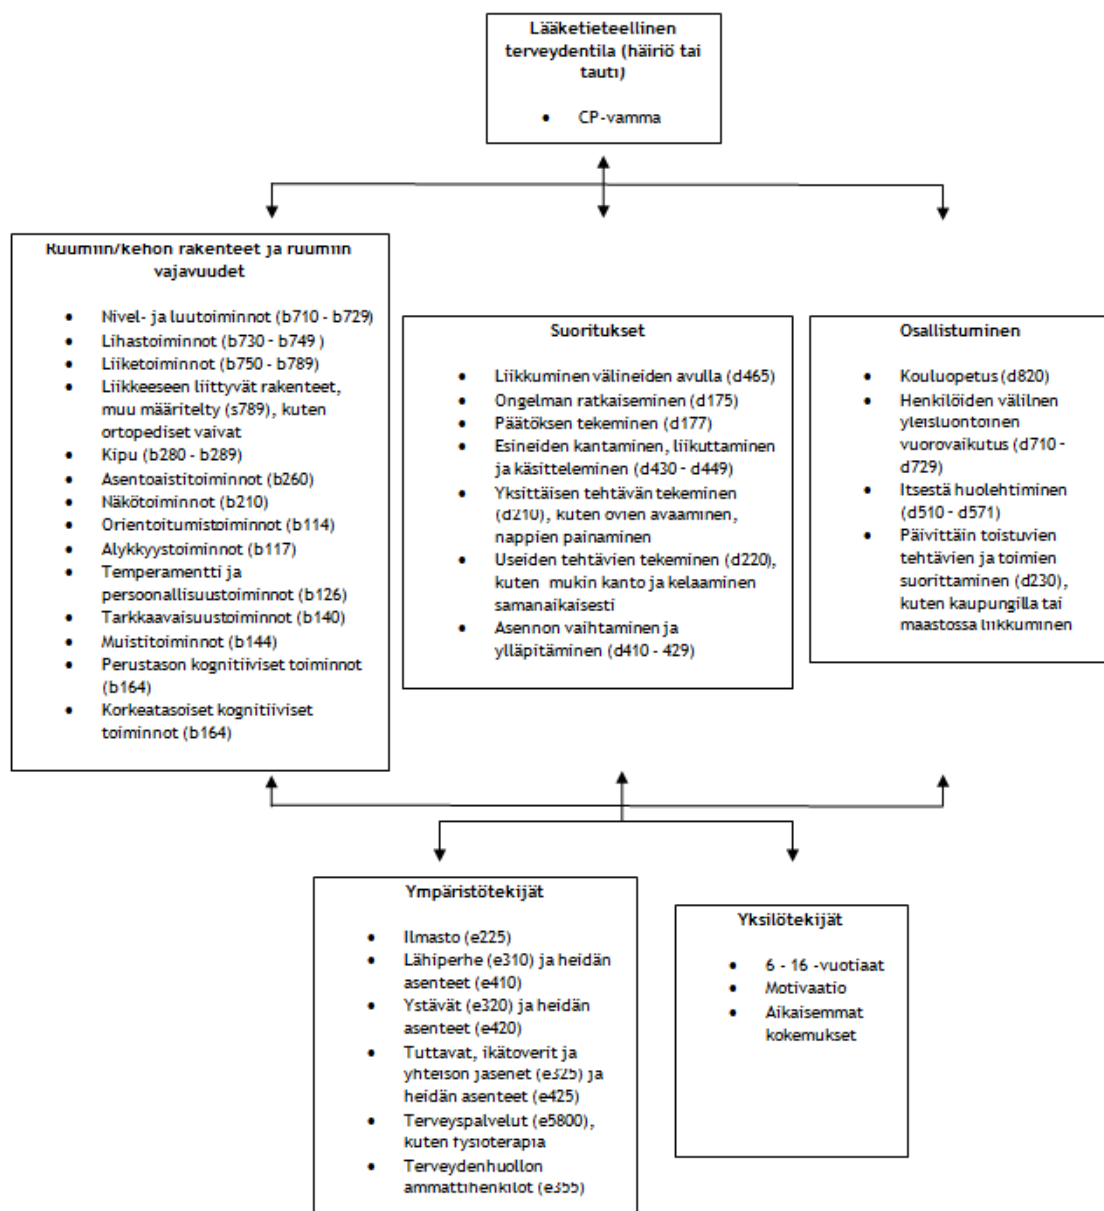 Lääketieteellinen
terveydentila (häiriö tai
tauti)
• CP-vamma
Ruumiin/kehon rakenteet ja ruumiin
vajavuudet
• Nivel- ja luutoiminnot (b710 - b729)
• Lihastoiminnot (b730 - b749 )
• Liiketoiminnot (b750 - b789)
• Liikkeeseen liittyvät rakenteet,
muu määritelty (s789), kuten
ortopediset vaivat
• Kipu (b280 - b289)
• Asentoaistitoiminnot (b260)
• Näkötoiminnot (b210)
• Orientoitumistoiminnot (b114)
• Alykkyystoiminnot (b117)
• Temperamentti ja
persoonallisuustoiminnot (b126)
• Tarkkaavaisuustoiminnot (b140)
• Muistitoiminnot (b144)
• Perustason kognitiiviset toiminnot
(b164)
• Korkeatasoiset kognitiiviset
toiminnot (b164)
Suoritukset
• Liikkuminen välineiden avulla (d465)
• Ongelman ratkaiseminen (d175)
• Päätöksen tekeminen (d177)
• Esineiden kantaminen, liikuttaminen
ja käsitteleminen (d430 - d449)
• Yksittäisen tehtävän tekeminen
(d210), kuten ovien avaaminen,
nappien painaminen
• Useiden tehtävien tekeminen (d220),
kuten mukin kanto ja kelaaminen
samanaikaisesti
• Asennon vaihtaminen ja
ylläpitäminen (d410 - 429)
Osallistuminen
• Kouluopetus (d820)
• Henkilöiden välilnen
yleisluontoinen
vuorovaikutus (d710 -
d729)
• Itsestä huolehtiminen
(d510 - d571)
• Päivittäin toistuvien
tehtävien ja toimien
suorittaminen (d230),
kuten kaupungilla tai
maastossa liikkuminen
Ympäristötekijät
• Ilmasto (e225)
• Lähiperhe (e310) ja heidän
asenteet (e410)
• Ystävät (e320) ja heidän
asenteet (e420)
• Tuttavat, ikätoverit ja
yhteisön jäsenet (e325) ja
heidän asenteet (e425)
• Terveyspalvelut (e5800),
kuten fysioterapia
• Terveydenhuollon
ammattihenkilöt (e355)
Yksilötekijät
• 6 - 16 -vuotiaat
• Motivaatio
• Aikaisemmat
kokemukset